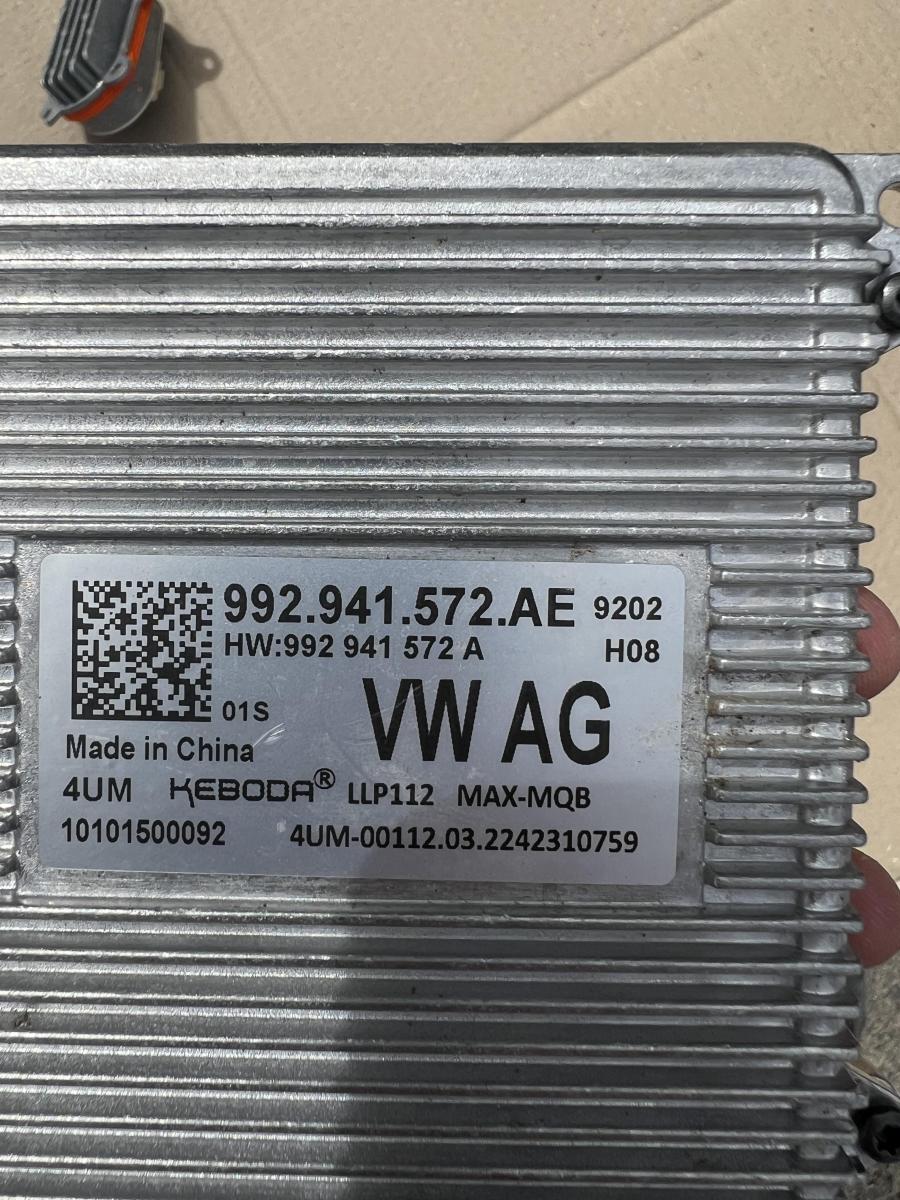 992.941.572.AE 9202
HW:992 941 572 A H08
01S VW AG
Made in China
4UM KEBODA® LLP112 MAX-MQB
10101500092 4UM-00112.03.2242310759